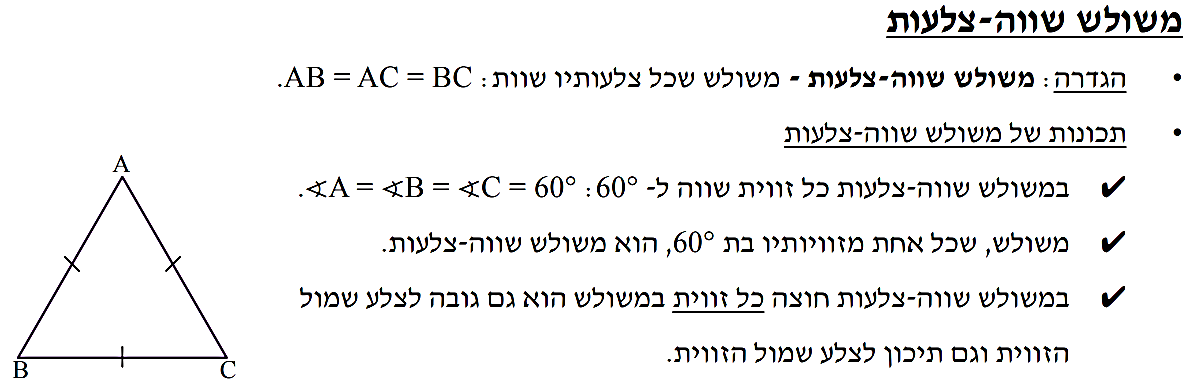 משולש שווה-צלעות
• הגדרה: משולש שווה-צלעות - משולש שכל צלעותיו שוות: AB = AC = BC.
• תכונות של משולש שווה-צלעות
✔ במשולש שווה-צלעות כל זווית שווה ל- 60°: ∢A = ∢B = ∢C = 60°.
✔ משולש, שכל אחת מזוויותיו בת 60°, הוא משולש שווה-צלעות.
✔ במשולש שווה-צלעות חוצה כל זווית במשולש הוא גם גובה לצלע שמול
הזווית וגם תיכון לצלע שמול הזווית.
A
B
C